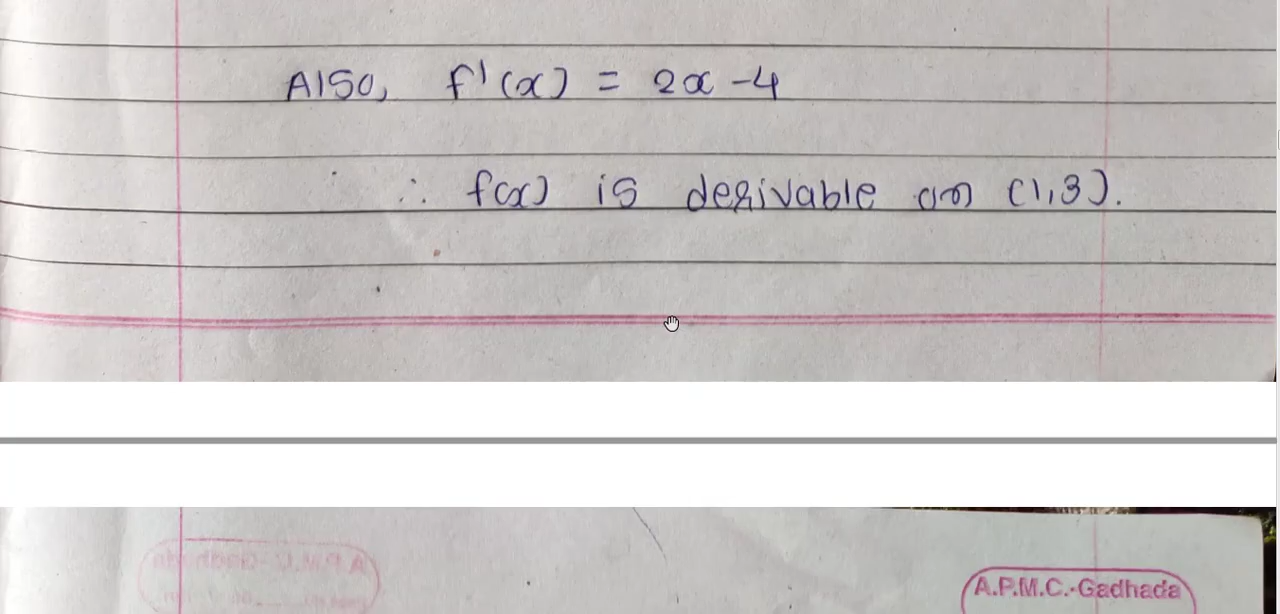 Also, f'(x) = 2x - 4
∴ f(x) is derivable on (1,3).
A.P.M.C.-Gadhada